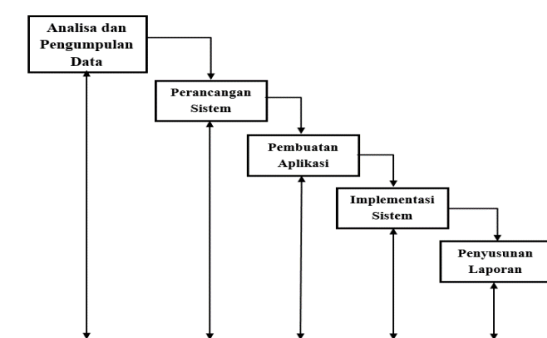 Analisa dan
Pengumpulan
Data
Perancangan
Sistem
Pembuatan
Aplikasi
Implementasi
Sistem
Penyusunan
Laporan